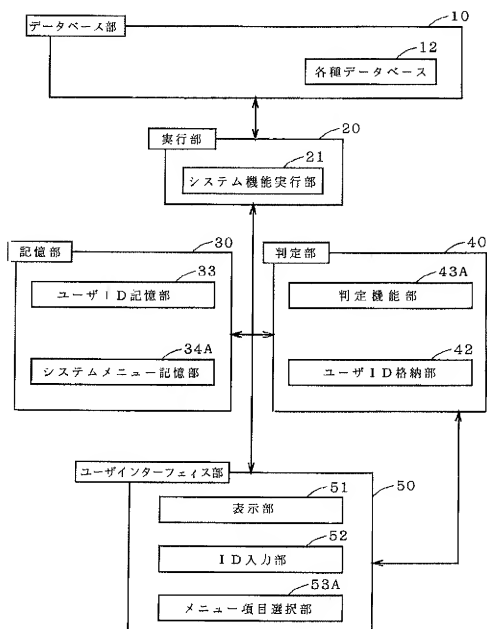 データベース部
10
12
各種データベース
20
実行部
21
システム機能実行部
記憶部
30
33
ユーザID記憶部
34A
システムメニュー記憶部
判定部
40
43A
判定機能部
42
ユーザID格納部
ユーザインターフェイス部
50
51
表示部
52
ID入力部
53A
メニュー項目選択部